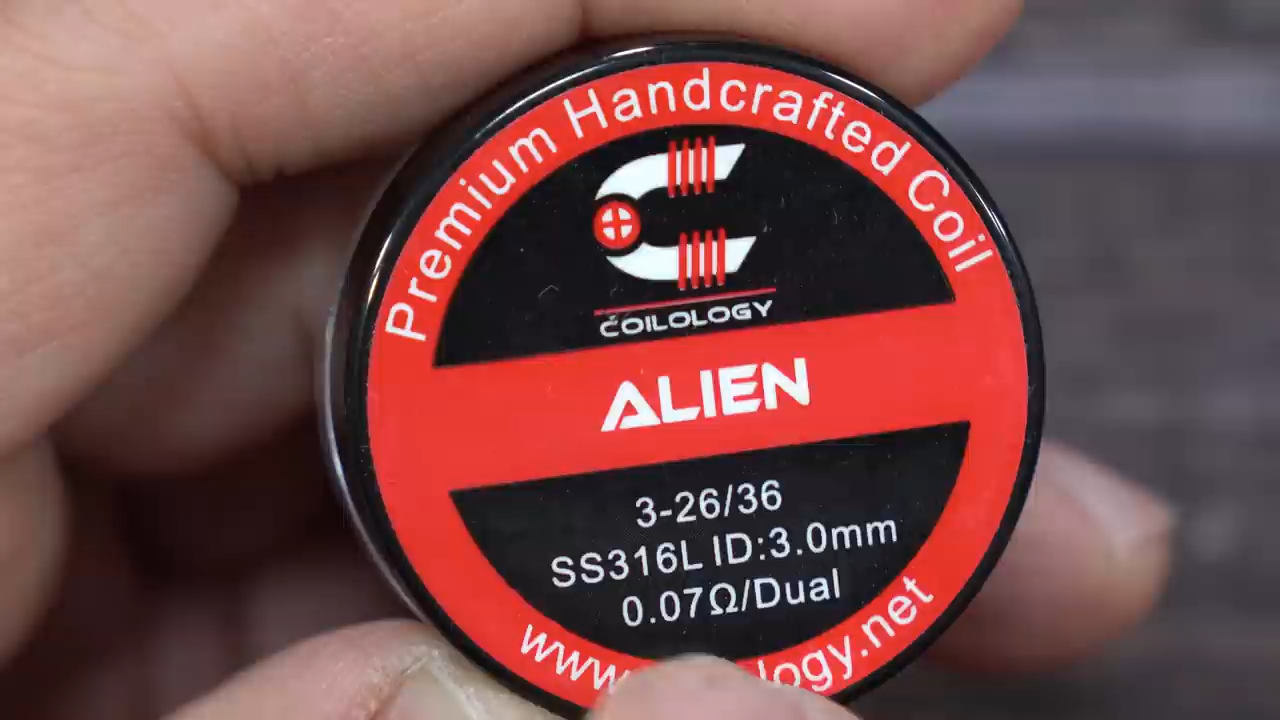 Premium Handcrafted Coil
COILOLOGY
ALIEN
3-26/36
SS316L ID:3.0mm
0.07Ω/Dual